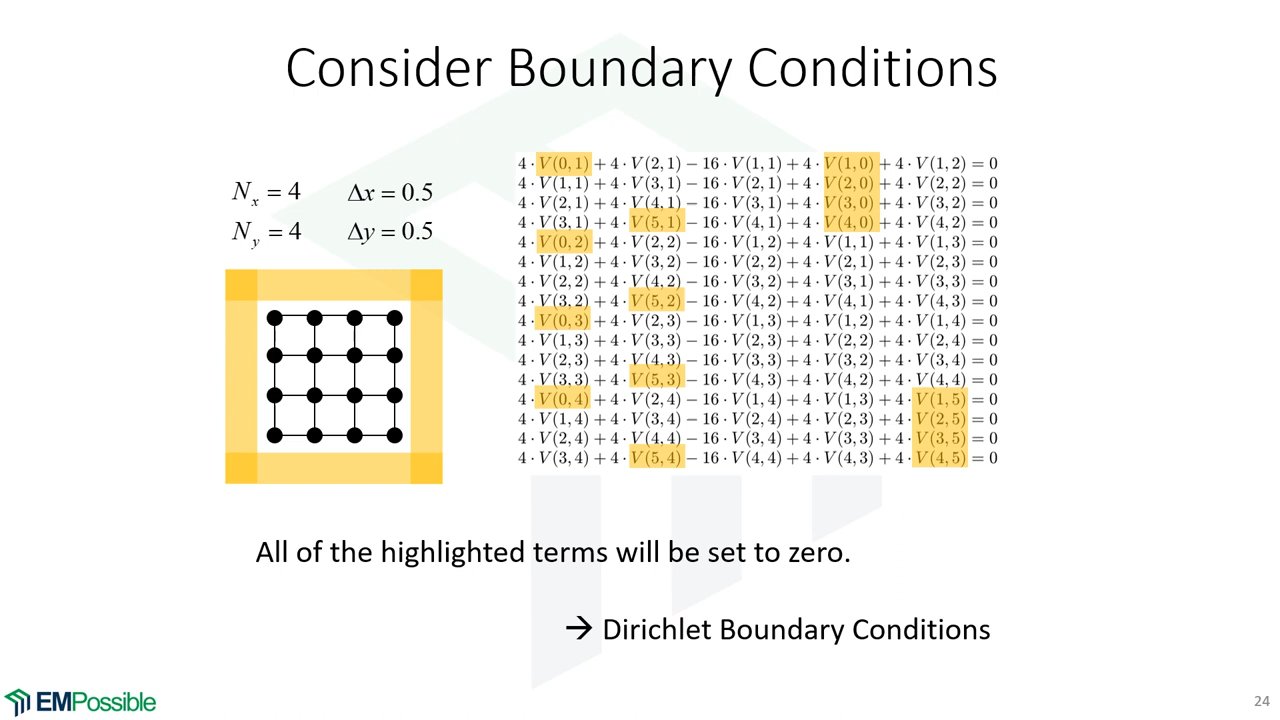 Consider Boundary Conditions
Nx = 4 Δx = 0.5
Ny = 4 Δy = 0.5
4 · V(0,1) + 4 · V(2,1) − 16 · V(1,1) + 4 · V(1,0) + 4 · V(1,2) = 0
4 · V(1,1) + 4 · V(3,1) − 16 · V(2,1) + 4 · V(2,0) + 4 · V(2,2) = 0
4 · V(2,1) + 4 · V(4,1) − 16 · V(3,1) + 4 · V(3,0) + 4 · V(3,2) = 0
4 · V(3,1) + 4 · V(5,1) − 16 · V(4,1) + 4 · V(4,0) + 4 · V(4,2) = 0
4 · V(0,2) + 4 · V(2,2) − 16 · V(1,2) + 4 · V(1,1) + 4 · V(1,3) = 0
4 · V(1,2) + 4 · V(3,2) − 16 · V(2,2) + 4 · V(2,1) + 4 · V(2,3) = 0
4 · V(2,2) + 4 · V(4,2) − 16 · V(3,2) + 4 · V(3,1) + 4 · V(3,3) = 0
4 · V(3,2) + 4 · V(5,2) − 16 · V(4,2) + 4 · V(4,1) + 4 · V(4,3) = 0
4 · V(0,3) + 4 · V(2,3) − 16 · V(1,3) + 4 · V(1,2) + 4 · V(1,4) = 0
4 · V(1,3) + 4 · V(3,3) − 16 · V(2,3) + 4 · V(2,2) + 4 · V(2,4) = 0
4 · V(2,3) + 4 · V(4,3) − 16 · V(3,3) + 4 · V(3,2) + 4 · V(3,4) = 0
4 · V(3,3) + 4 · V(5,3) − 16 · V(4,3) + 4 · V(4,2) + 4 · V(4,4) = 0
4 · V(0,4) + 4 · V(2,4) − 16 · V(1,4) + 4 · V(1,3) + 4 · V(1,5) = 0
4 · V(1,4) + 4 · V(3,4) − 16 · V(2,4) + 4 · V(2,3) + 4 · V(2,5) = 0
4 · V(2,4) + 4 · V(4,4) − 16 · V(3,4) + 4 · V(3,3) + 4 · V(3,5) = 0
4 · V(3,4) + 4 · V(5,4) − 16 · V(4,4) + 4 · V(4,3) + 4 · V(4,5) = 0
All of the highlighted terms will be set to zero.
→ Dirichlet Boundary Conditions
EMPossible
24